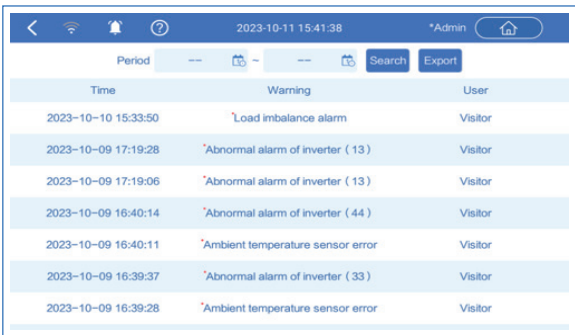 2023-10-11 15:41:38 *Admin
Period -- ~ -- Search Export
Time Warning User
2023-10-10 15:33:50 *Load imbalance alarm Visitor
2023-10-09 17:19:28 *Abnormal alarm of inverter ( 13 ) Visitor
2023-10-09 17:19:06 *Abnormal alarm of inverter ( 13 ) Visitor
2023-10-09 16:40:14 *Abnormal alarm of inverter ( 44 ) Visitor
2023-10-09 16:40:11 *Ambient temperature sensor error Visitor
2023-10-09 16:39:37 *Abnormal alarm of inverter ( 33 ) Visitor
2023-10-09 16:39:28 *Ambient temperature sensor error Visitor